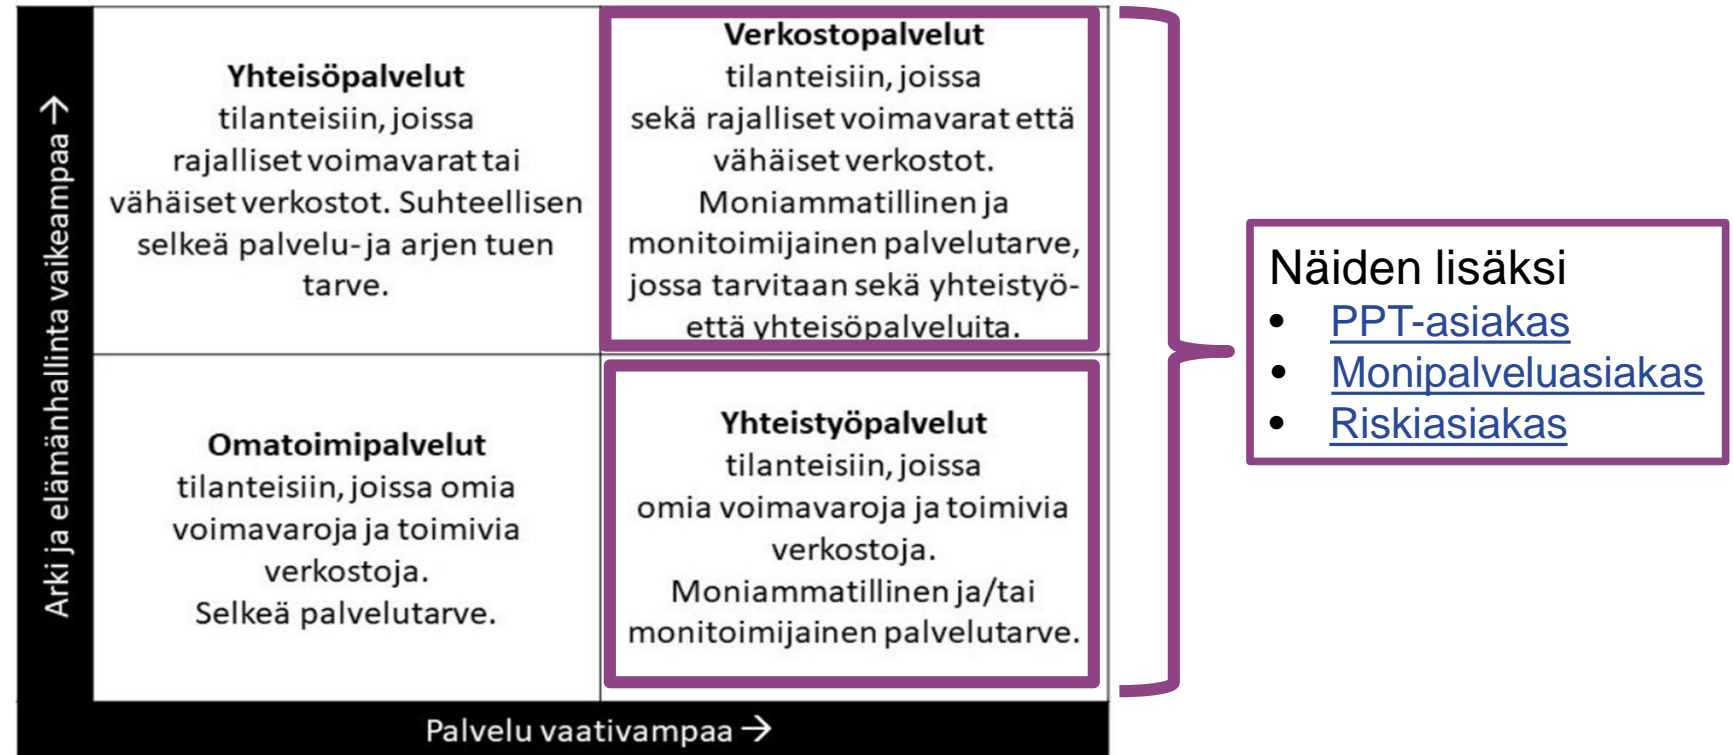 Arki ja elämänhallinta vaikeampaa →
Yhteisöpalvelut
tilanteisiin, joissa
rajalliset voimavarat tai
vähäiset verkostot. Suhteellisen
selkeä palvelu- ja arjen tuen
tarve.
Verkostopalvelut
tilanteisiin, joissa
sekä rajalliset voimavarat että
vähäiset verkostot.
Moniammatillinen ja
monitoimijainen palvelutarve,
jossa tarvitaan sekä yhteistyö-
että yhteisöpalveluita.
Omatoimipalvelut
tilanteisiin, joissa omia
voimavaroja ja toimivia
verkostoja.
Selkeä palvelutarve.
Yhteistyöpalvelut
tilanteisiin, joissa
omia voimavaroja ja toimivia
verkostoja.
Moniammatillinen ja/tai
monitoimijainen palvelutarve.
Palvelu vaativampaa →
Näiden lisäksi
• PPT-asiakas
• Monipalveluasiakas
• Riskiasiakas